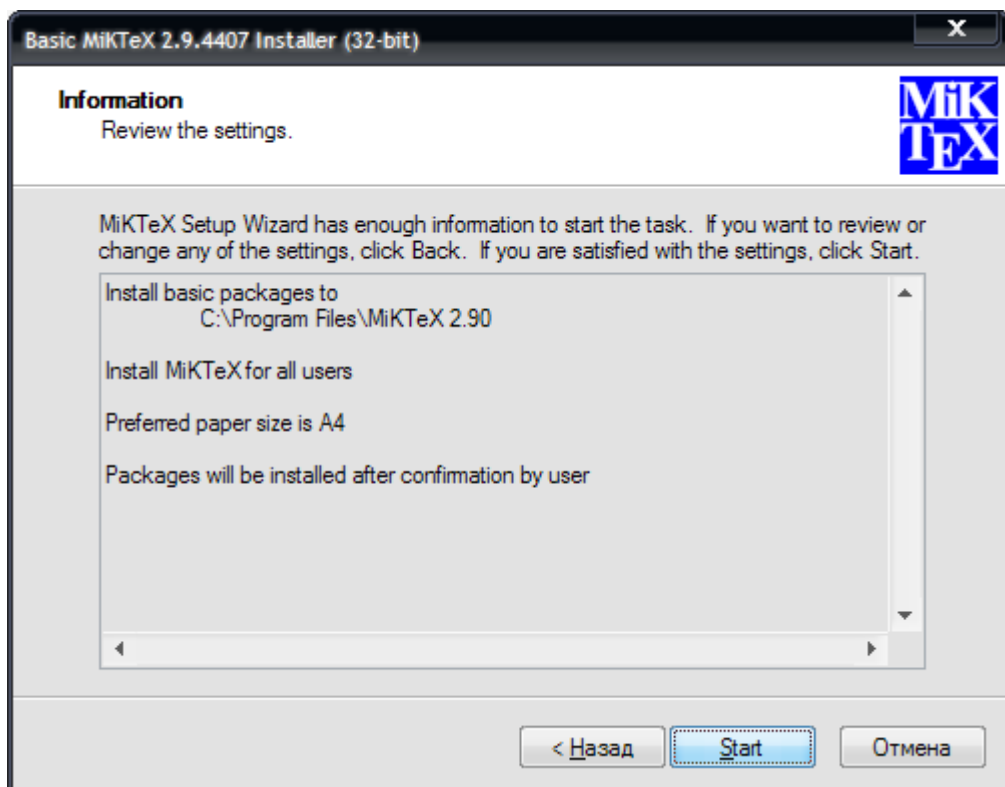 Basic MiKTeX 2.9.4407 Installer (32-bit)
x
Information
Review the settings.
MiK
TEX
MiKTeX Setup Wizard has enough information to start the task.  If you want to review or
change any of the settings, click Back.  If you are satisfied with the settings, click Start.
Install basic packages to
C:\Program Files\MiKTeX 2.90
Install MiKTeX for all users
Preferred paper size is A4
Packages will be installed after confirmation by user
< Назад
Start
Отмена